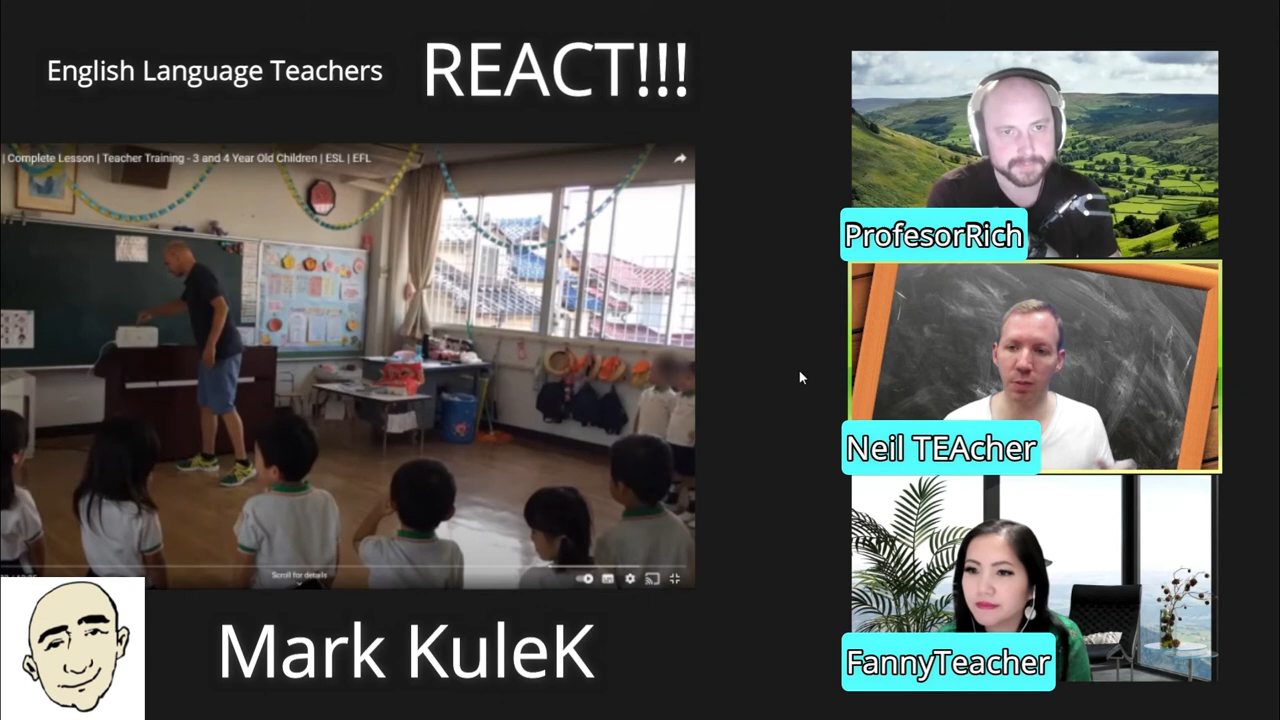 English Language Teachers
REACT!!!
| Complete Lesson | Teacher Training - 3 and 4 Year Old Children | ESL | EFL
ProfesorRich
Neil TEAcher
Scroll for details
FannyTeacher
Mark KuleK